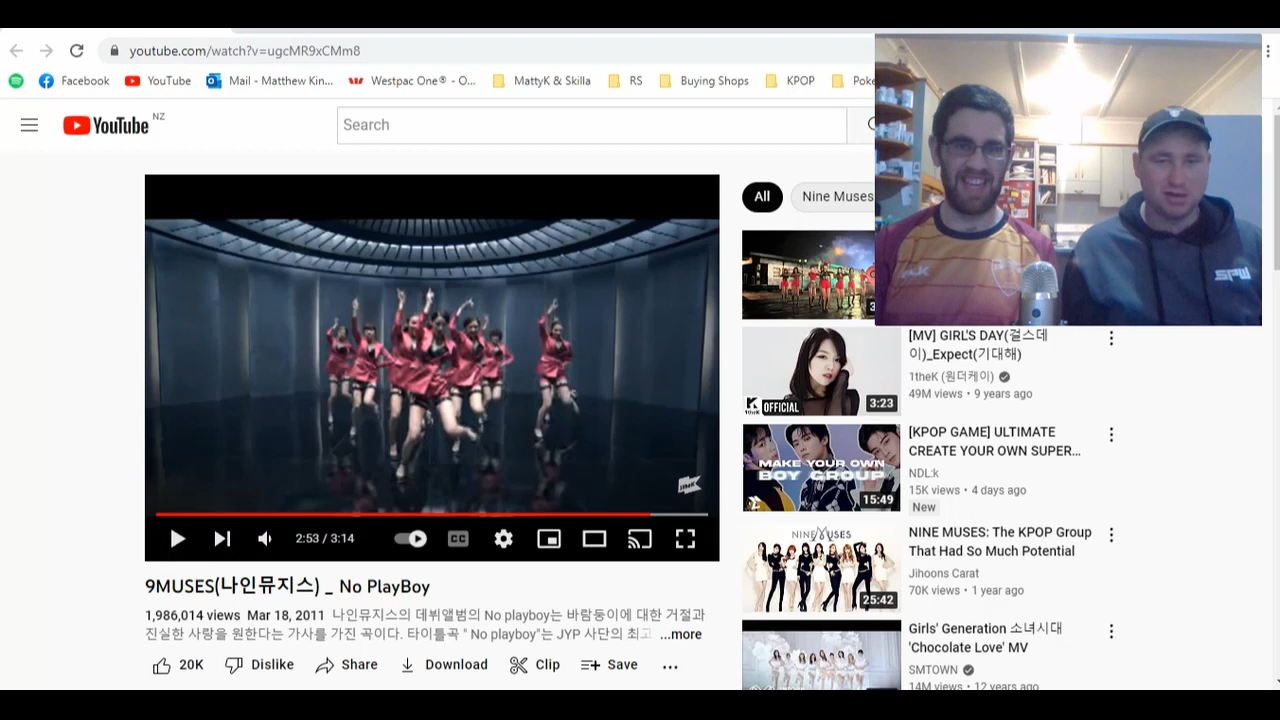 youtube.com/watch?v=ugcMR9xCMm8
Facebook YouTube Mail - Matthew Kin... Westpac One® - O... MattyK & Skilla RS Buying Shops KPOP
YouTube NZ
Search
All Nine Muses
SPW
[MV] GIRL'S DAY(걸스데
이)_Expect(기대해)
1theK (원더케이)
49M views • 9 years ago
OFFICIAL
3:23
[KPOP GAME] ULTIMATE
CREATE YOUR OWN SUPER...
NDL:k
15K views • 4 days ago
New
MAKE YOUR OWN
BOY GROUP
15:49
NINE MUSES: The KPOP Group
That Had So Much Potential
Jihoons Carat
70K views • 1 year ago
NINE MUSES
25:42
Girls' Generation 소녀시대
'Chocolate Love' MV
SMTOWN
14M views • 12 years ago
2:53 / 3:14
CC
9MUSES(나인뮤지스) _ No PlayBoy
1,986,014 views Mar 18, 2011 나인뮤지스의 데뷔앨범의 No playboy는 바람둥이에 대한 거절과
진실한 사랑을 원한다는 가사를 가진 곡이다. 타이틀곡 " No playboy"는 JYP 사단의 최고 ...more
20K Dislike Share Download Clip Save